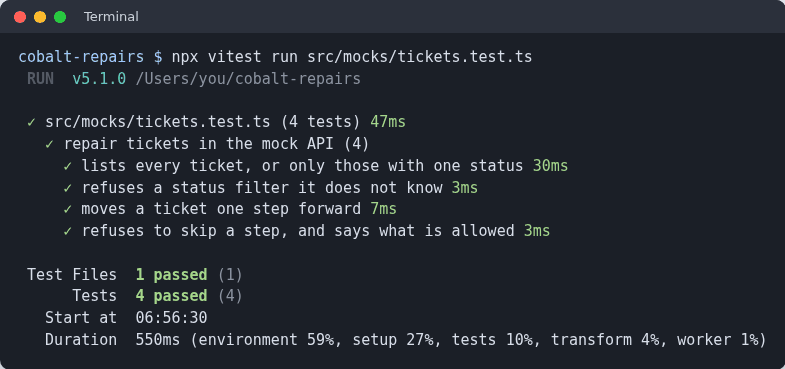 Terminal
cobalt-repairs $ npx vitest run src/mocks/tickets.test.ts
RUN v5.1.0 /Users/you/cobalt-repairs
✓ src/mocks/tickets.test.ts (4 tests) 47ms
✓ repair tickets in the mock API (4)
✓ lists every ticket, or only those with one status 30ms
✓ refuses a status filter it does not know 3ms
✓ moves a ticket one step forward 7ms
✓ refuses to skip a step, and says what is allowed 3ms
Test Files 1 passed (1)
Tests 4 passed (4)
Start at 06:56:30
Duration 550ms (environment 59%, setup 27%, tests 10%, transform 4%, worker 1%)